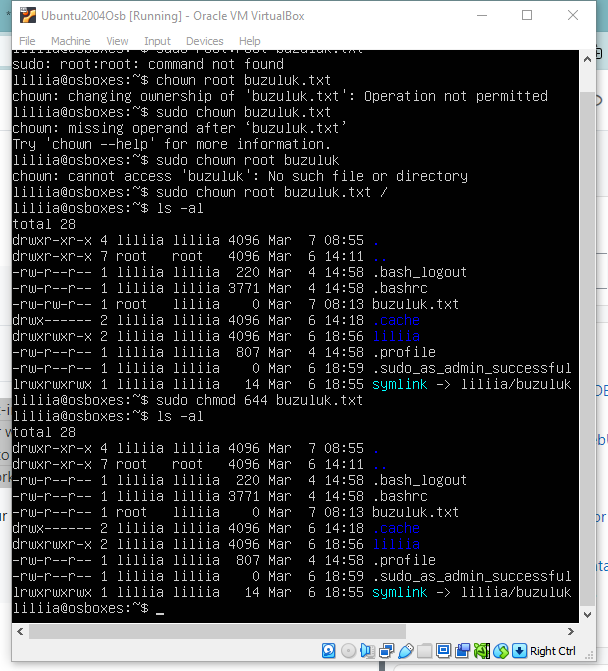 Ubuntu2004Osb [Running] - Oracle VM VirtualBox
File Machine View Input Devices Help
sudo: root:root: command not found
liliia@osboxes:~$ chown root buzuluk.txt
chown: changing ownership of 'buzuluk.txt': Operation not permitted
liliia@osboxes:~$ sudo chown buzuluk.txt
chown: missing operand after ‘buzuluk.txt’
Try 'chown --help' for more information.
liliia@osboxes:~$ sudo chown root buzuluk
chown: cannot access 'buzuluk': No such file or directory
liliia@osboxes:~$ sudo chown root buzuluk.txt /
liliia@osboxes:~$ ls -al
total 28
drwxr-xr-x 4 liliia liliia 4096 Mar  7 08:55 .
drwxr-xr-x 7 root   root   4096 Mar  6 14:11 ..
-rw-r--r-- 1 liliia liliia  220 Mar  4 14:58 .bash_logout
-rw-r--r-- 1 liliia liliia 3771 Mar  4 14:58 .bashrc
-rw-rw-r-- 1 root   liliia    0 Mar  7 08:13 buzuluk.txt
drwx------ 2 liliia liliia 4096 Mar  6 14:18 .cache
drwxrwxr-x 2 liliia liliia 4096 Mar  6 18:56 liliia
-rw-r--r-- 1 liliia liliia  807 Mar  4 14:58 .profile
-rw-r--r-- 1 liliia liliia    0 Mar  6 18:59 .sudo_as_admin_successful
lrwxrwxrwx 1 liliia liliia   14 Mar  6 18:55 symlink -> liliia/buzuluk
liliia@osboxes:~$ sudo chmod 644 buzuluk.txt
liliia@osboxes:~$ ls -al
total 28
drwxr-xr-x 4 liliia liliia 4096 Mar  7 08:55 .
drwxr-xr-x 7 root   root   4096 Mar  6 14:11 ..
-rw-r--r-- 1 liliia liliia  220 Mar  4 14:58 .bash_logout
-rw-r--r-- 1 liliia liliia 3771 Mar  4 14:58 .bashrc
-rw-r--r-- 1 root   liliia    0 Mar  7 08:13 buzuluk.txt
drwx------ 2 liliia liliia 4096 Mar  6 14:18 .cache
drwxrwxr-x 2 liliia liliia 4096 Mar  6 18:56 liliia
-rw-r--r-- 1 liliia liliia  807 Mar  4 14:58 .profile
-rw-r--r-- 1 liliia liliia    0 Mar  6 18:59 .sudo_as_admin_successful
lrwxrwxrwx 1 liliia liliia   14 Mar  6 18:55 symlink -> liliia/buzuluk
liliia@osboxes:~$ _
Right Ctrl